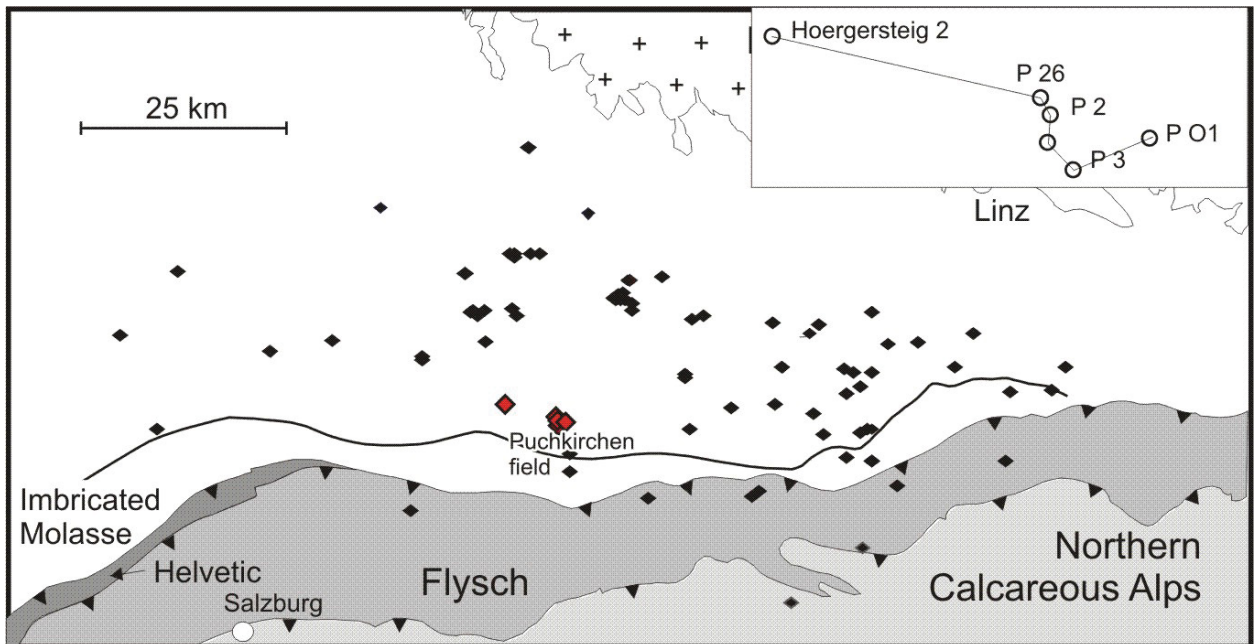 Hoergersteig 2
P 26
P 2
P O1
P 3
25 km
Linz
Puchkirchen
field
Imbricated
Molasse
Helvetic
Salzburg
Flysch
Northern
Calcareous Alps